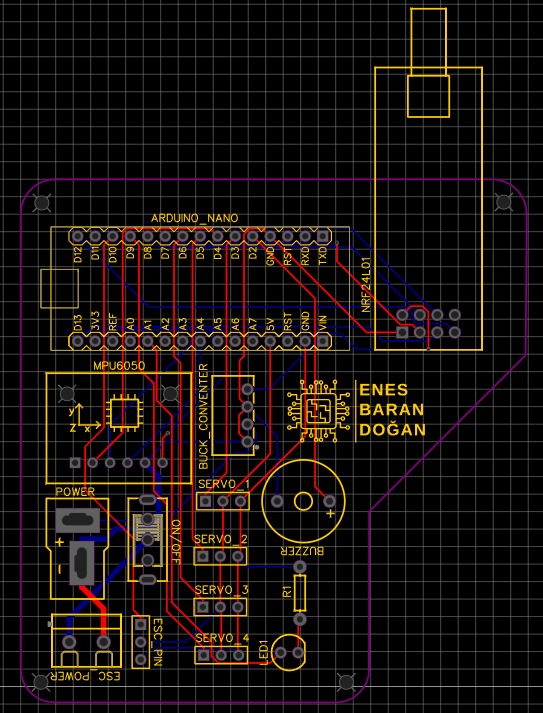 ARDUINO_NANO
D12 D11 D10 D9 D8 D7 D6 D5 D4 D3 D2 GND RST RXD TXD
NRF24L01
D13 3V3 REF A0 A1 A2 A3 A4 A5 A6 A7 5V RST GND VIN
MPU6050
y
z x
BUCK_CONVENTER
ENES
BARAN
DOĞAN
POWER
+
-
ON/OFF
SERVO_1
SERVO_2
SERVO_3
SERVO_4
+
BUZZER
R1
LED1
ESC_PIN
ESC_POWER